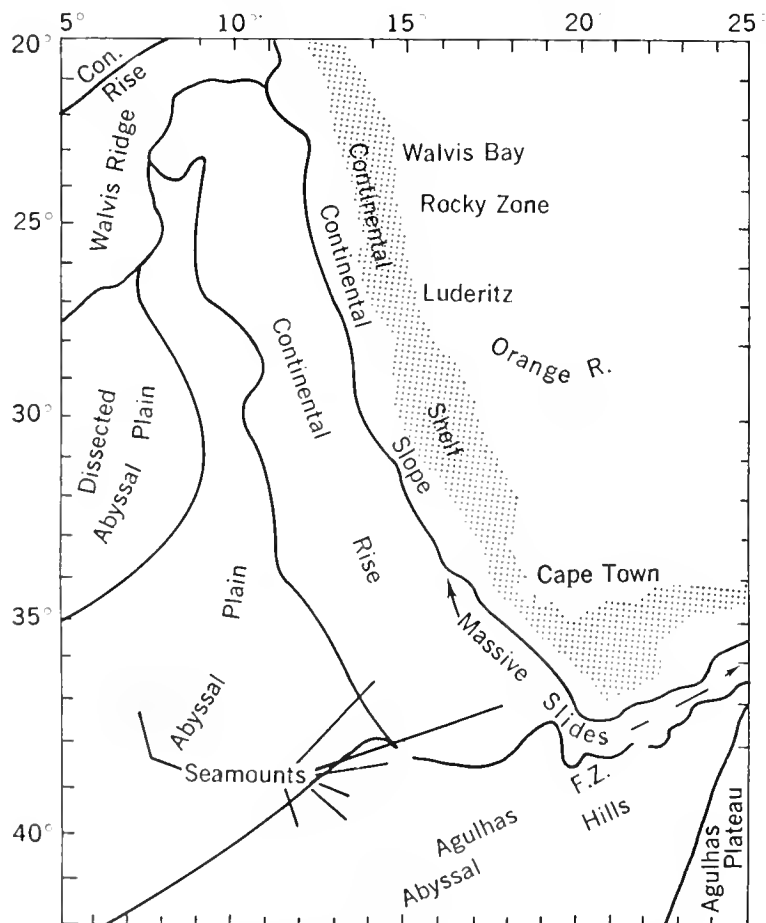 5° 10° 15° 20° 25°
20°
Con.
Rise
Walvis Ridge
Walvis Bay
Continental
Rocky Zone
25°
Continental
Luderitz
Continental
Orange R.
30°
Dissected
Abyssal Plain
Shelf
Slope
Rise
Cape Town
Plain
35°
Massive
Slides
Abyssal
Seamounts
F.Z.
Hills
40°
Agulhas
Abyssal
Agulhas
Plateau